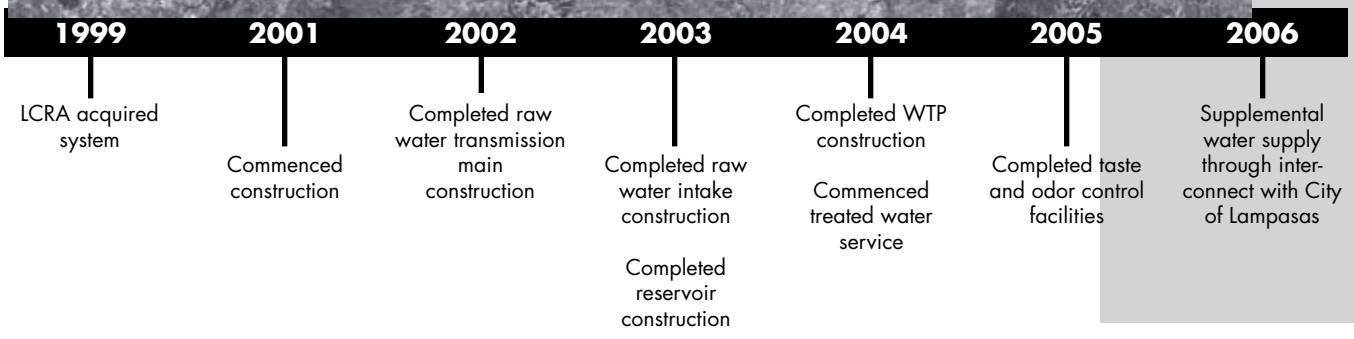 1999
LCRA acquired
system
2001
Commenced
construction
2002
Completed raw
water transmission
main
construction
2003
Completed raw
water intake
construction
Completed
reservoir
construction
2004
Completed WTP
construction
Commenced
treated water
service
2005
Completed taste
and odor control
facilities
2006
Supplemental
water supply
through inter-
connect with City
of Lampasas